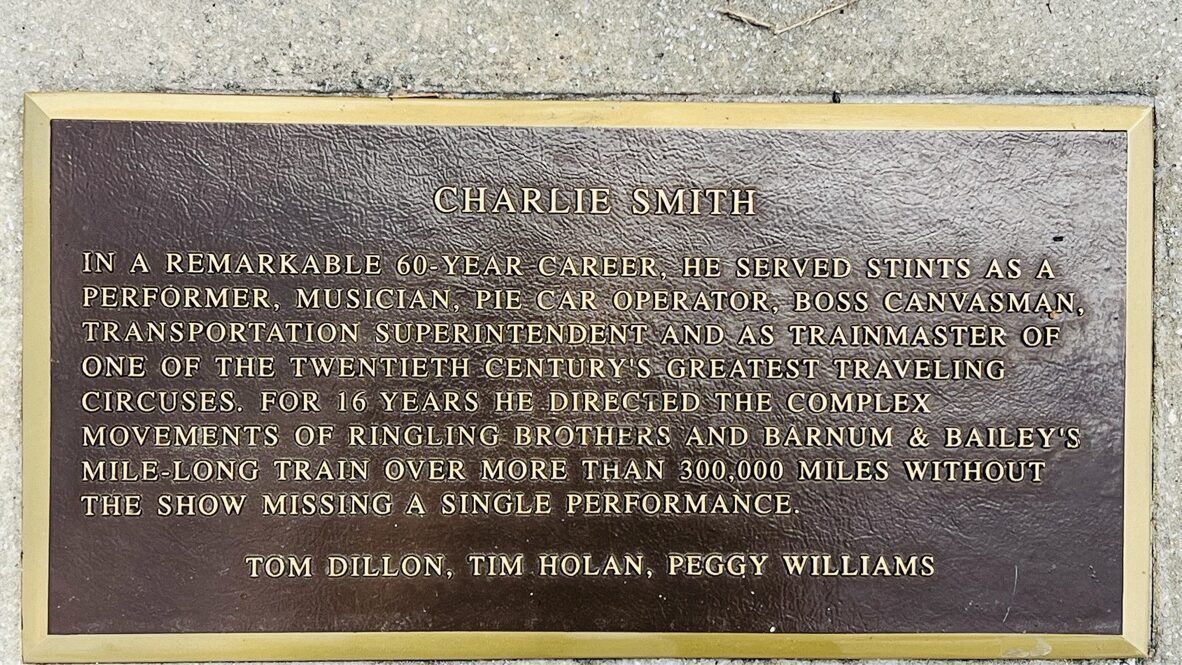 CHARLIE SMITH
IN A REMARKABLE 60-YEAR CAREER, HE SERVED STINTS AS A
PERFORMER, MUSICIAN, PIE CAR OPERATOR, BOSS CANVASMAN,
TRANSPORTATION SUPERINTENDENT AND AS TRAINMASTER OF
ONE OF THE TWENTIETH CENTURY'S GREATEST TRAVELING
CIRCUSES. FOR 16 YEARS HE DIRECTED THE COMPLEX
MOVEMENTS OF RINGLING BROTHERS AND BARNUM & BAILEY'S
MILE-LONG TRAIN OVER MORE THAN 300,000 MILES WITHOUT
THE SHOW MISSING A SINGLE PERFORMANCE.
TOM DILLON, TIM HOLAN, PEGGY WILLIAMS